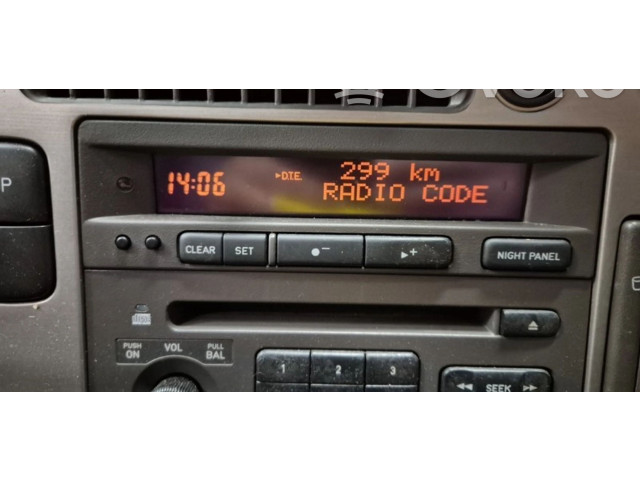 299 km
14:06 ▸D.T.E.
RADIO CODE
P
CLEAR SET ●− ▸+ NIGHT PANEL
PUSH ON VOL PULL BAL
1 2 3
◀◀ SEEK ▶▶